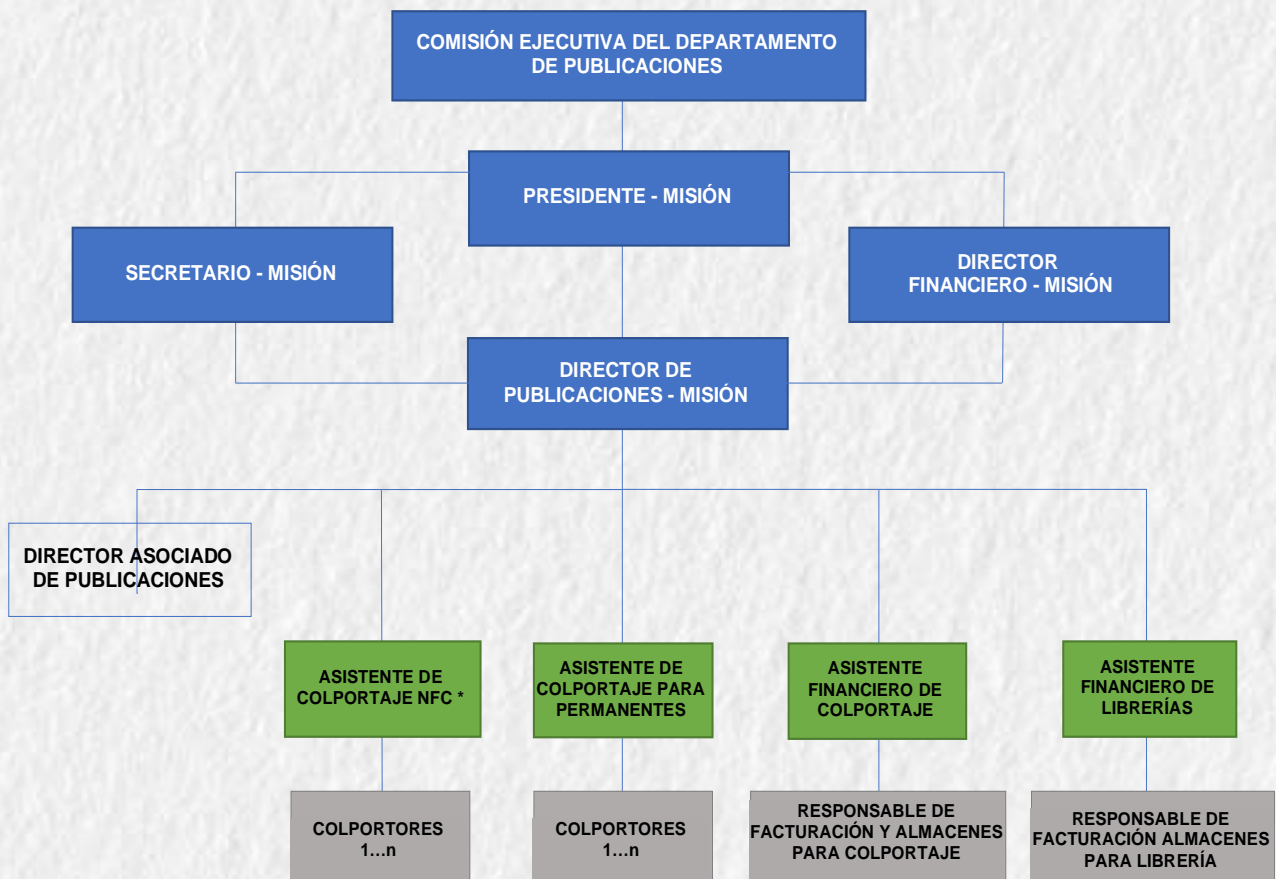 COMISIÓN EJECUTIVA DEL DEPARTAMENTO
DE PUBLICACIONES
PRESIDENTE - MISIÓN
SECRETARIO - MISIÓN
DIRECTOR
FINANCIERO - MISIÓN
DIRECTOR DE
PUBLICACIONES - MISIÓN
DIRECTOR ASOCIADO
DE PUBLICACIONES
ASISTENTE DE
COLPORTAJE NFC *
ASISTENTE DE
COLPORTAJE PARA
PERMANENTES
ASISTENTE
FINANCIERO DE
COLPORTAJE
ASISTENTE
FINANCIERO DE
LIBRERÍAS
COLPORTORES
1...n
COLPORTORES
1...n
RESPONSABLE DE
FACTURACIÓN Y ALMACENES
PARA COLPORTAJE
RESPONSABLE DE
FACTURACIÓN ALMACENES
PARA LIBRERÍA